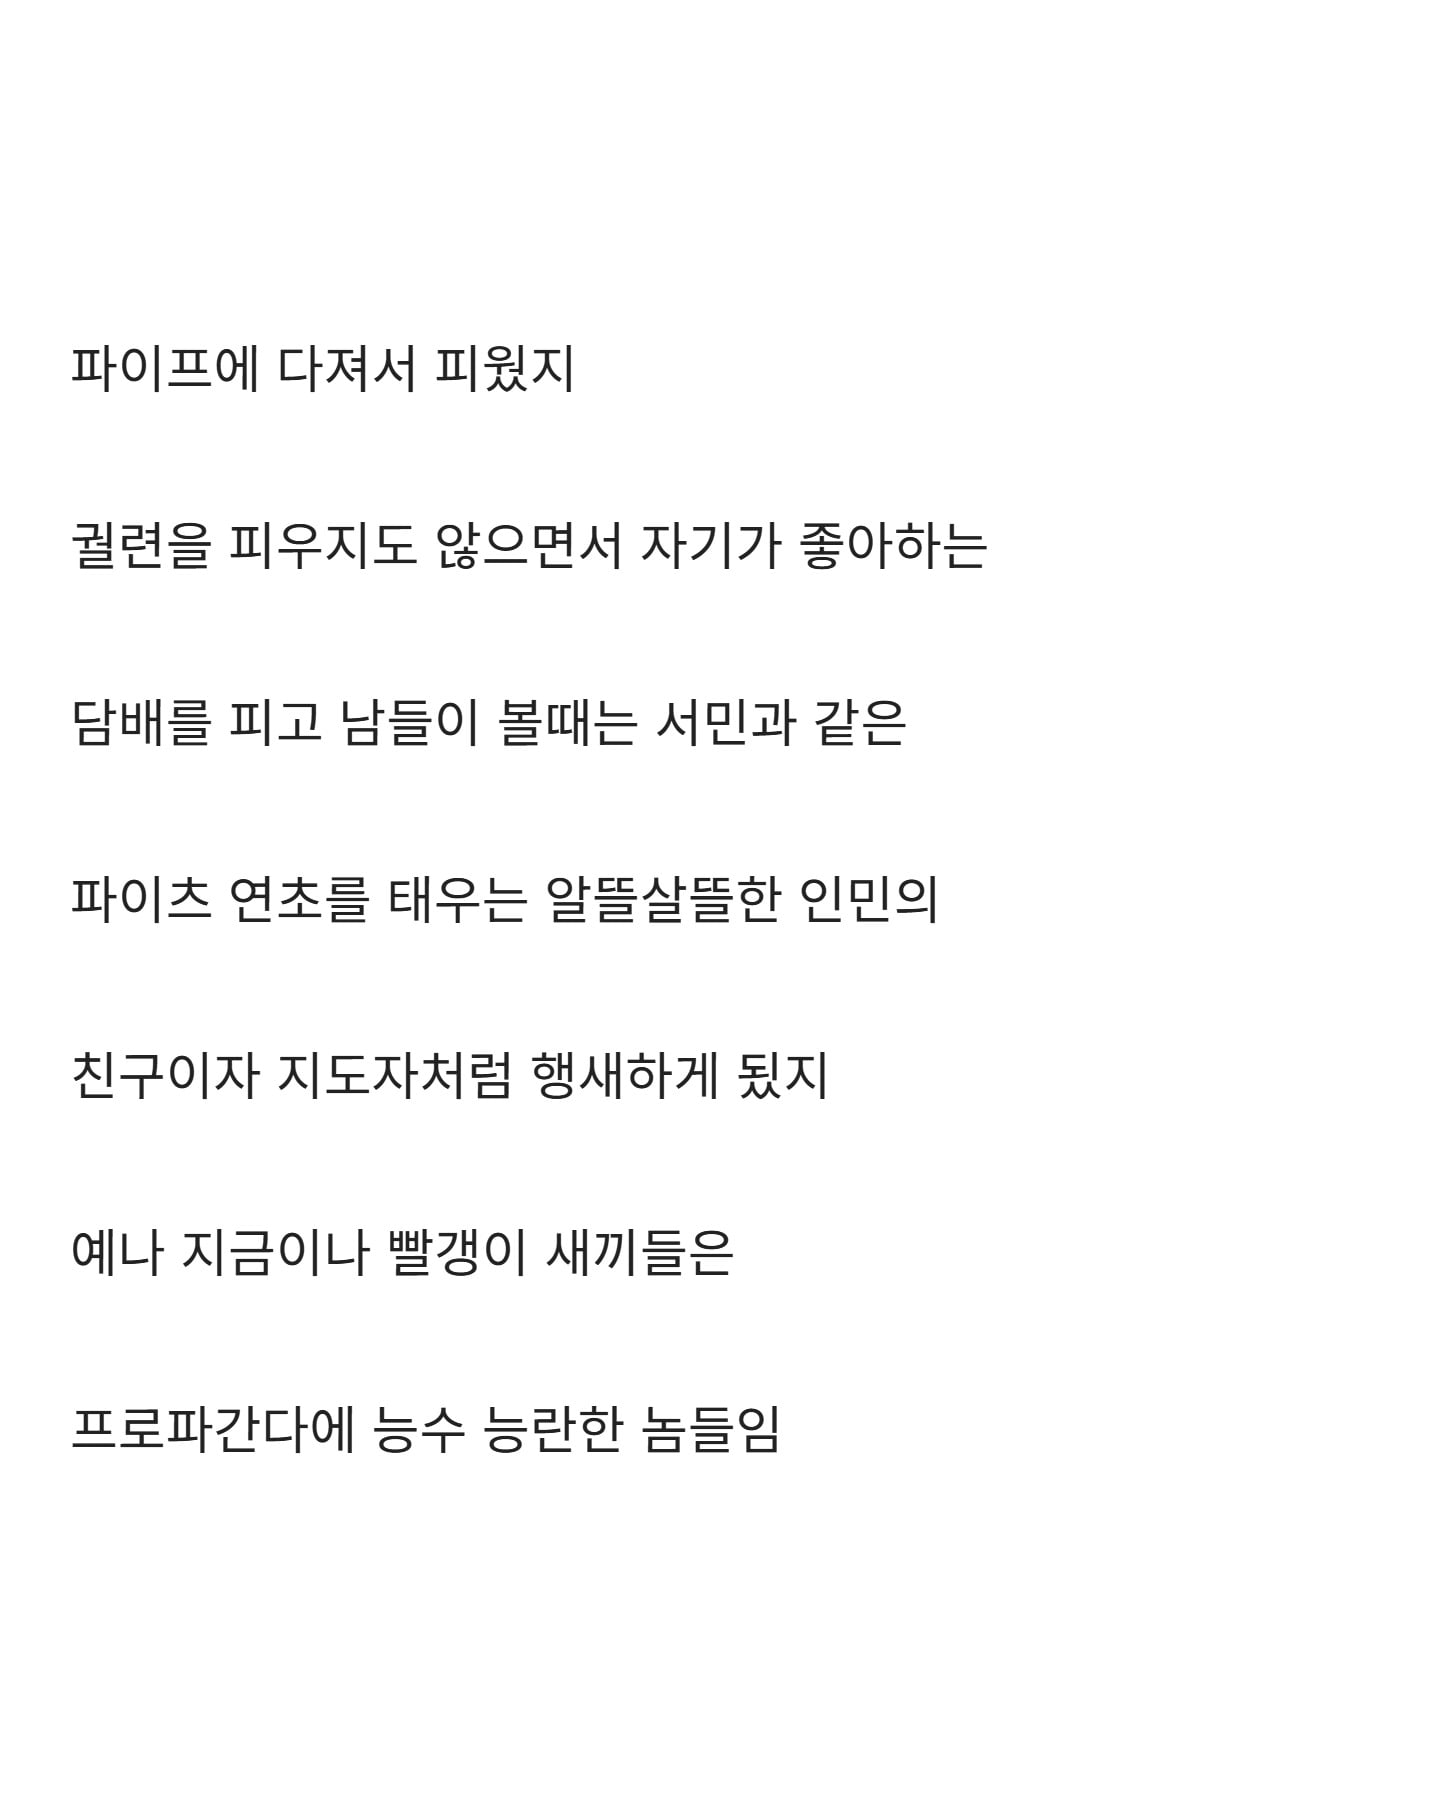 파이프에 다져서 피웠지
궐련을 피우지도 않으면서 자기가 좋아하는
담배를 피고 남들이 볼때는 서민과 같은
파이츠 연초를 태우는 알뜰살뜰한 인민의
친구이자 지도자처럼 행새하게 됬지
예나 지금이나 빨갱이 새끼들은
프로파간다에 능수 능란한 놈들임